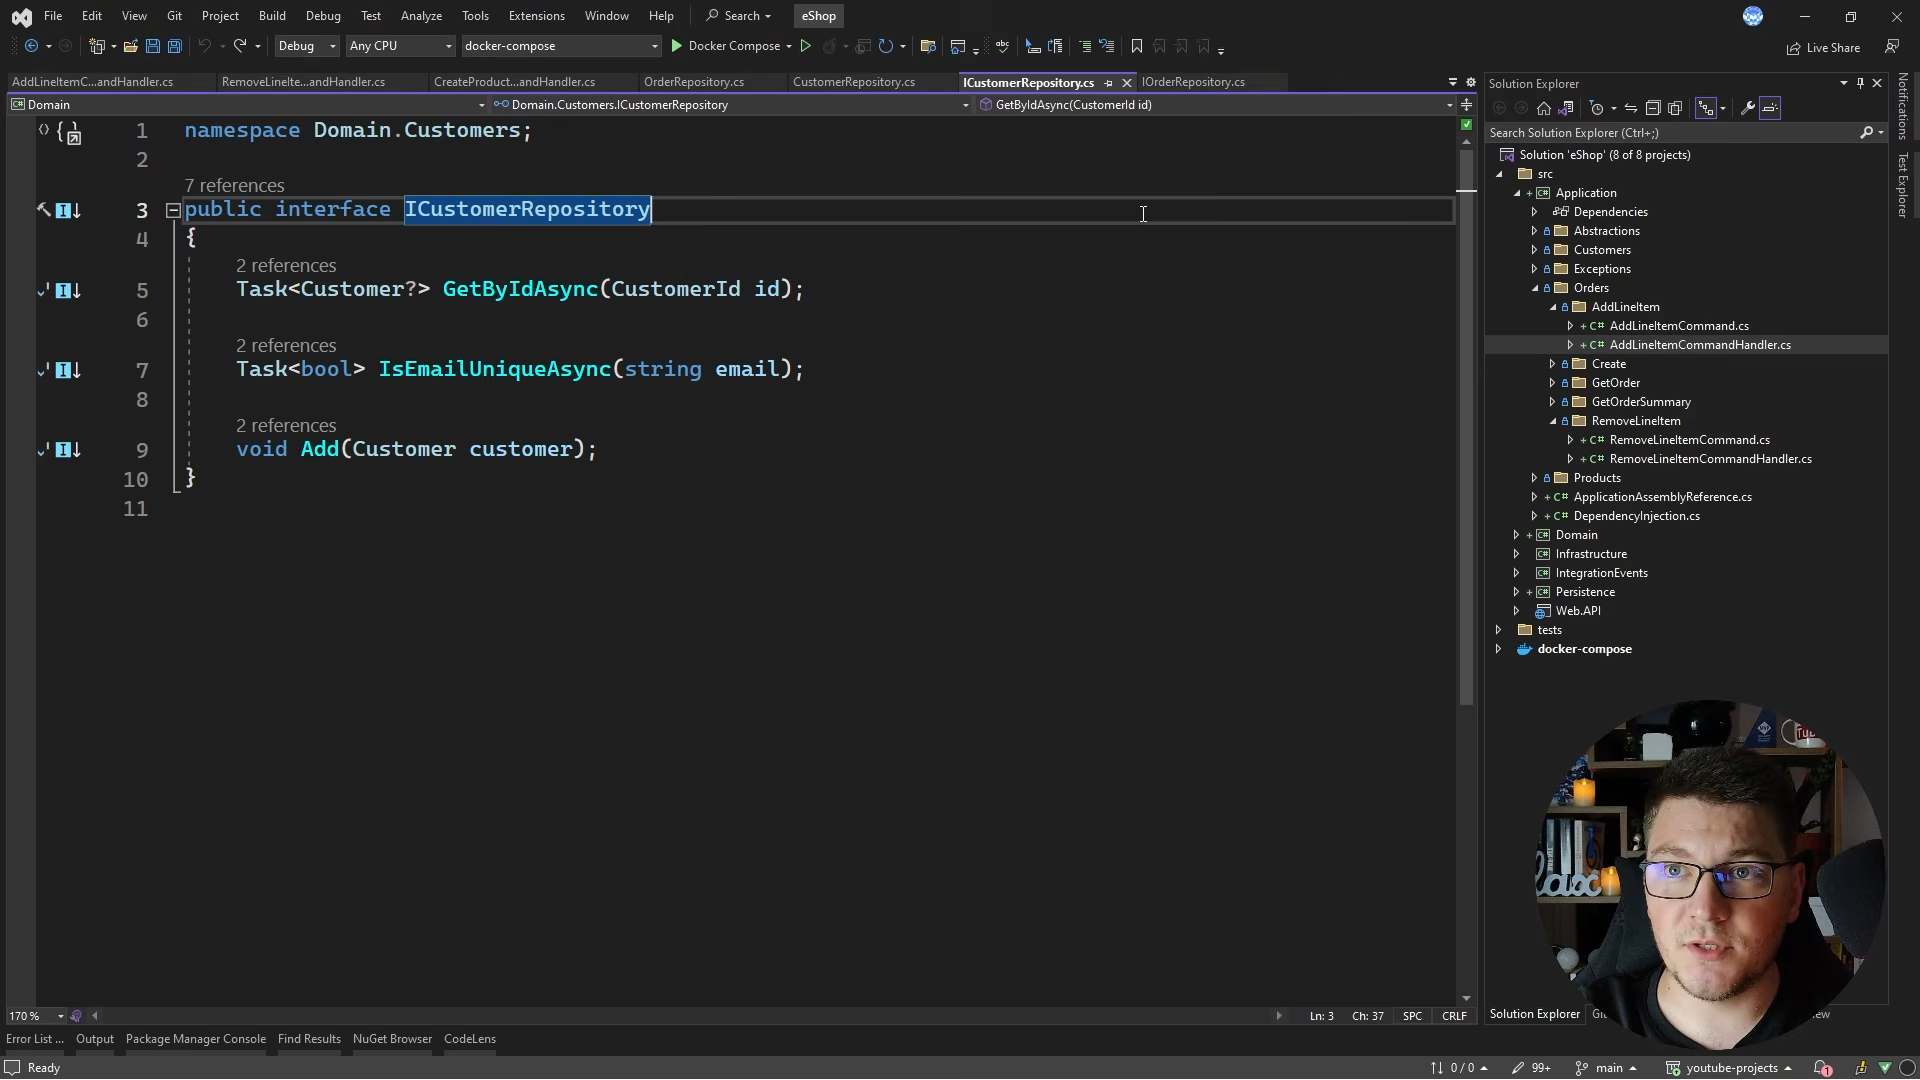 File Edit View Git Project Build Debug Test Analyze Tools Extensions Window Help Search eShop
Debug Any CPU docker-compose Docker Compose Live Share
AddLineItemC...andHandler.cs RemoveLineIte...andHandler.cs CreateProduct...andHandler.cs OrderRepository.cs CustomerRepository.cs ICustomerRepository.cs IOrderRepository.cs
Domain Domain.Customers.ICustomerRepository GetByIdAsync(CustomerId id)
1 namespace Domain.Customers;
2
7 references
3 public interface ICustomerRepository
4 {
2 references
5 Task<Customer?> GetByIdAsync(CustomerId id);
6
2 references
7 Task<bool> IsEmailUniqueAsync(string email);
8
2 references
9 void Add(Customer customer);
10 }
11
170 % Ln: 3 Ch: 37 SPC CRLF
Solution Explorer
Search Solution Explorer (Ctrl+;)
Solution 'eShop' (8 of 8 projects)
src
Application
Dependencies
Abstractions
Customers
Exceptions
Orders
AddLineItem
AddLineItemCommand.cs
AddLineItemCommandHandler.cs
Create
GetOrder
GetOrderSummary
RemoveLineItem
RemoveLineItemCommand.cs
RemoveLineItemCommandHandler.cs
Products
ApplicationAssemblyReference.cs
DependencyInjection.cs
Domain
Infrastructure
IntegrationEvents
Persistence
Web.API
tests
docker-compose
Solution Explorer
Notifications
Test Explorer
Error List ... Output Package Manager Console Find Results NuGet Browser CodeLens
Ready 0 / 0 99+ main youtube-projects 1